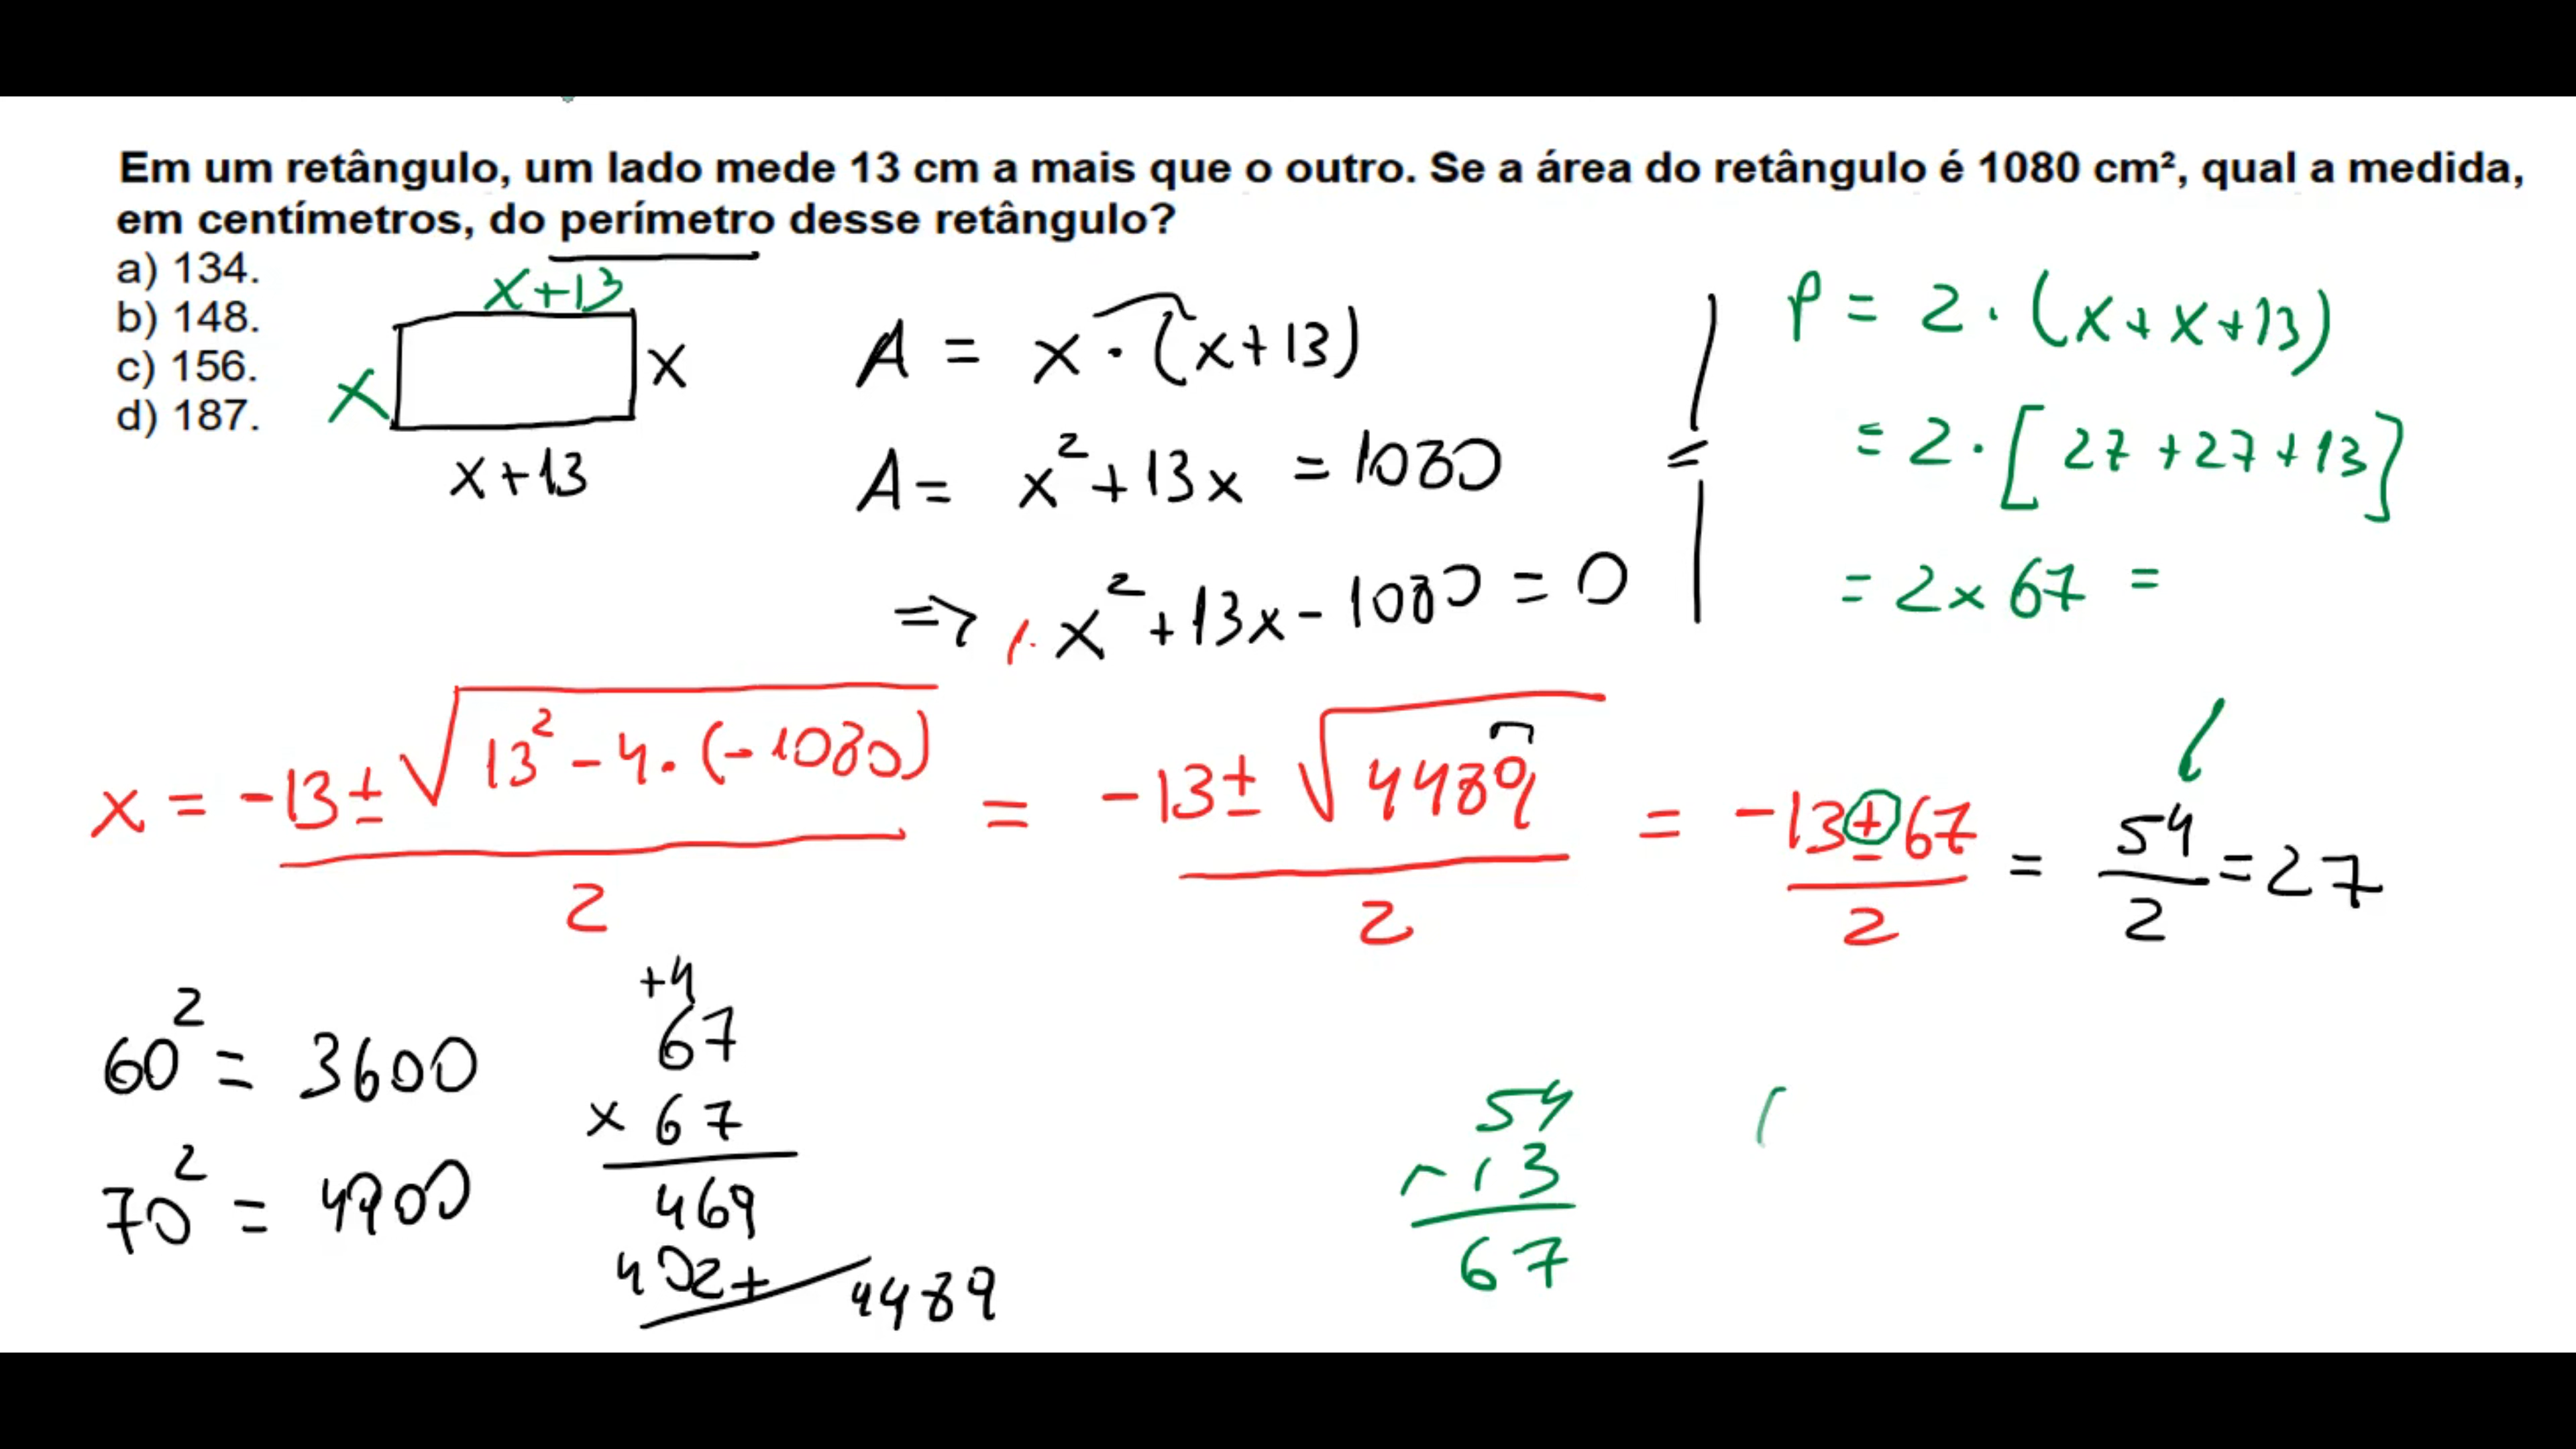 Em um retângulo, um lado mede 13 cm a mais que o outro. Se a área do retângulo é 1080 cm², qual a medida,
em centímetros, do perímetro desse retângulo?
a) 134.
b) 148.
c) 156.
d) 187.
x+13
x
x
x+13
A = x · (x+13)
A = x² + 13x = 1080
=> 1· x² + 13x - 1080 = 0
P = 2 · (x + x + 13)
= 2 · [27 + 27 + 13]
= 2 x 67 =
x = -13 ± √13² - 4 · (-1080) / 2 = -13 ± √4489 / 2 = -13 ± 67 / 2 = 54 / 2 = 27
60² = 3600
70² = 4900
+4
67
x 67
469
402+
4489
54
- 13
67